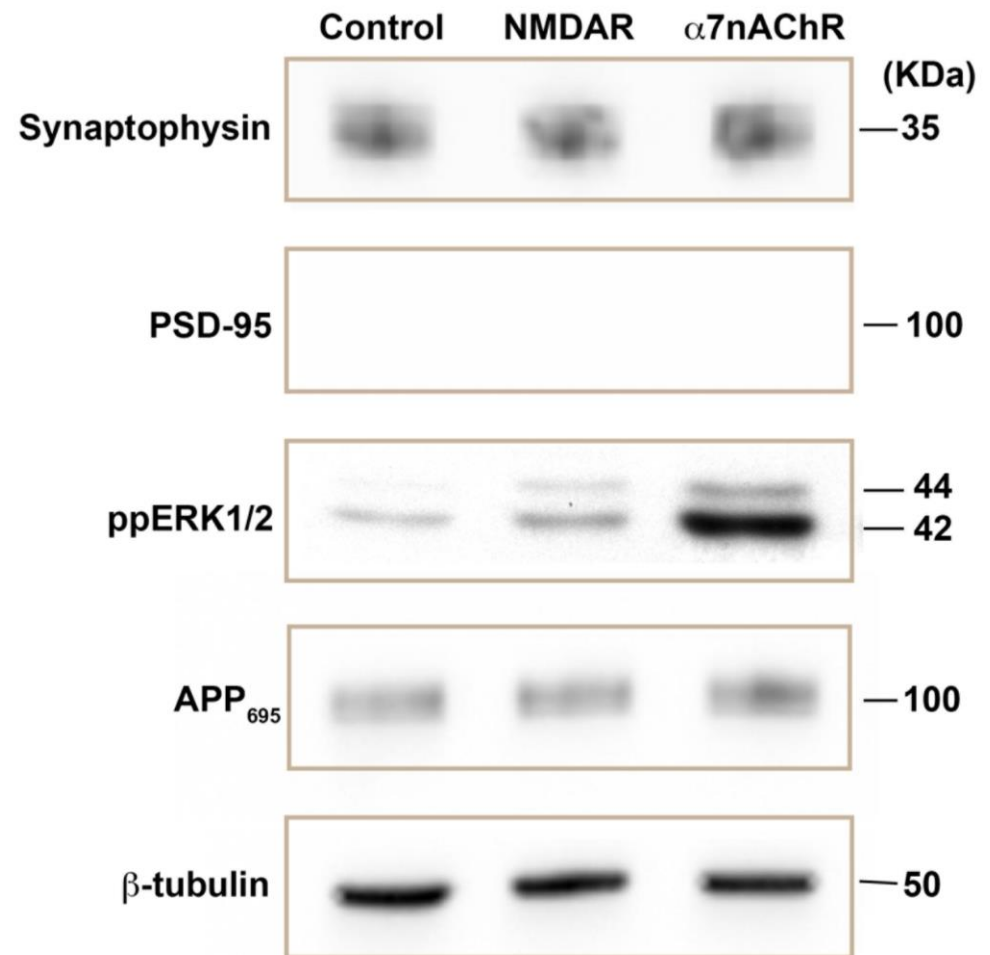 Control NMDAR α7nAChR
(KDa)
Synaptophysin 35
PSD-95 100
ppERK1/2 44
42
APP695 100
β-tubulin 50